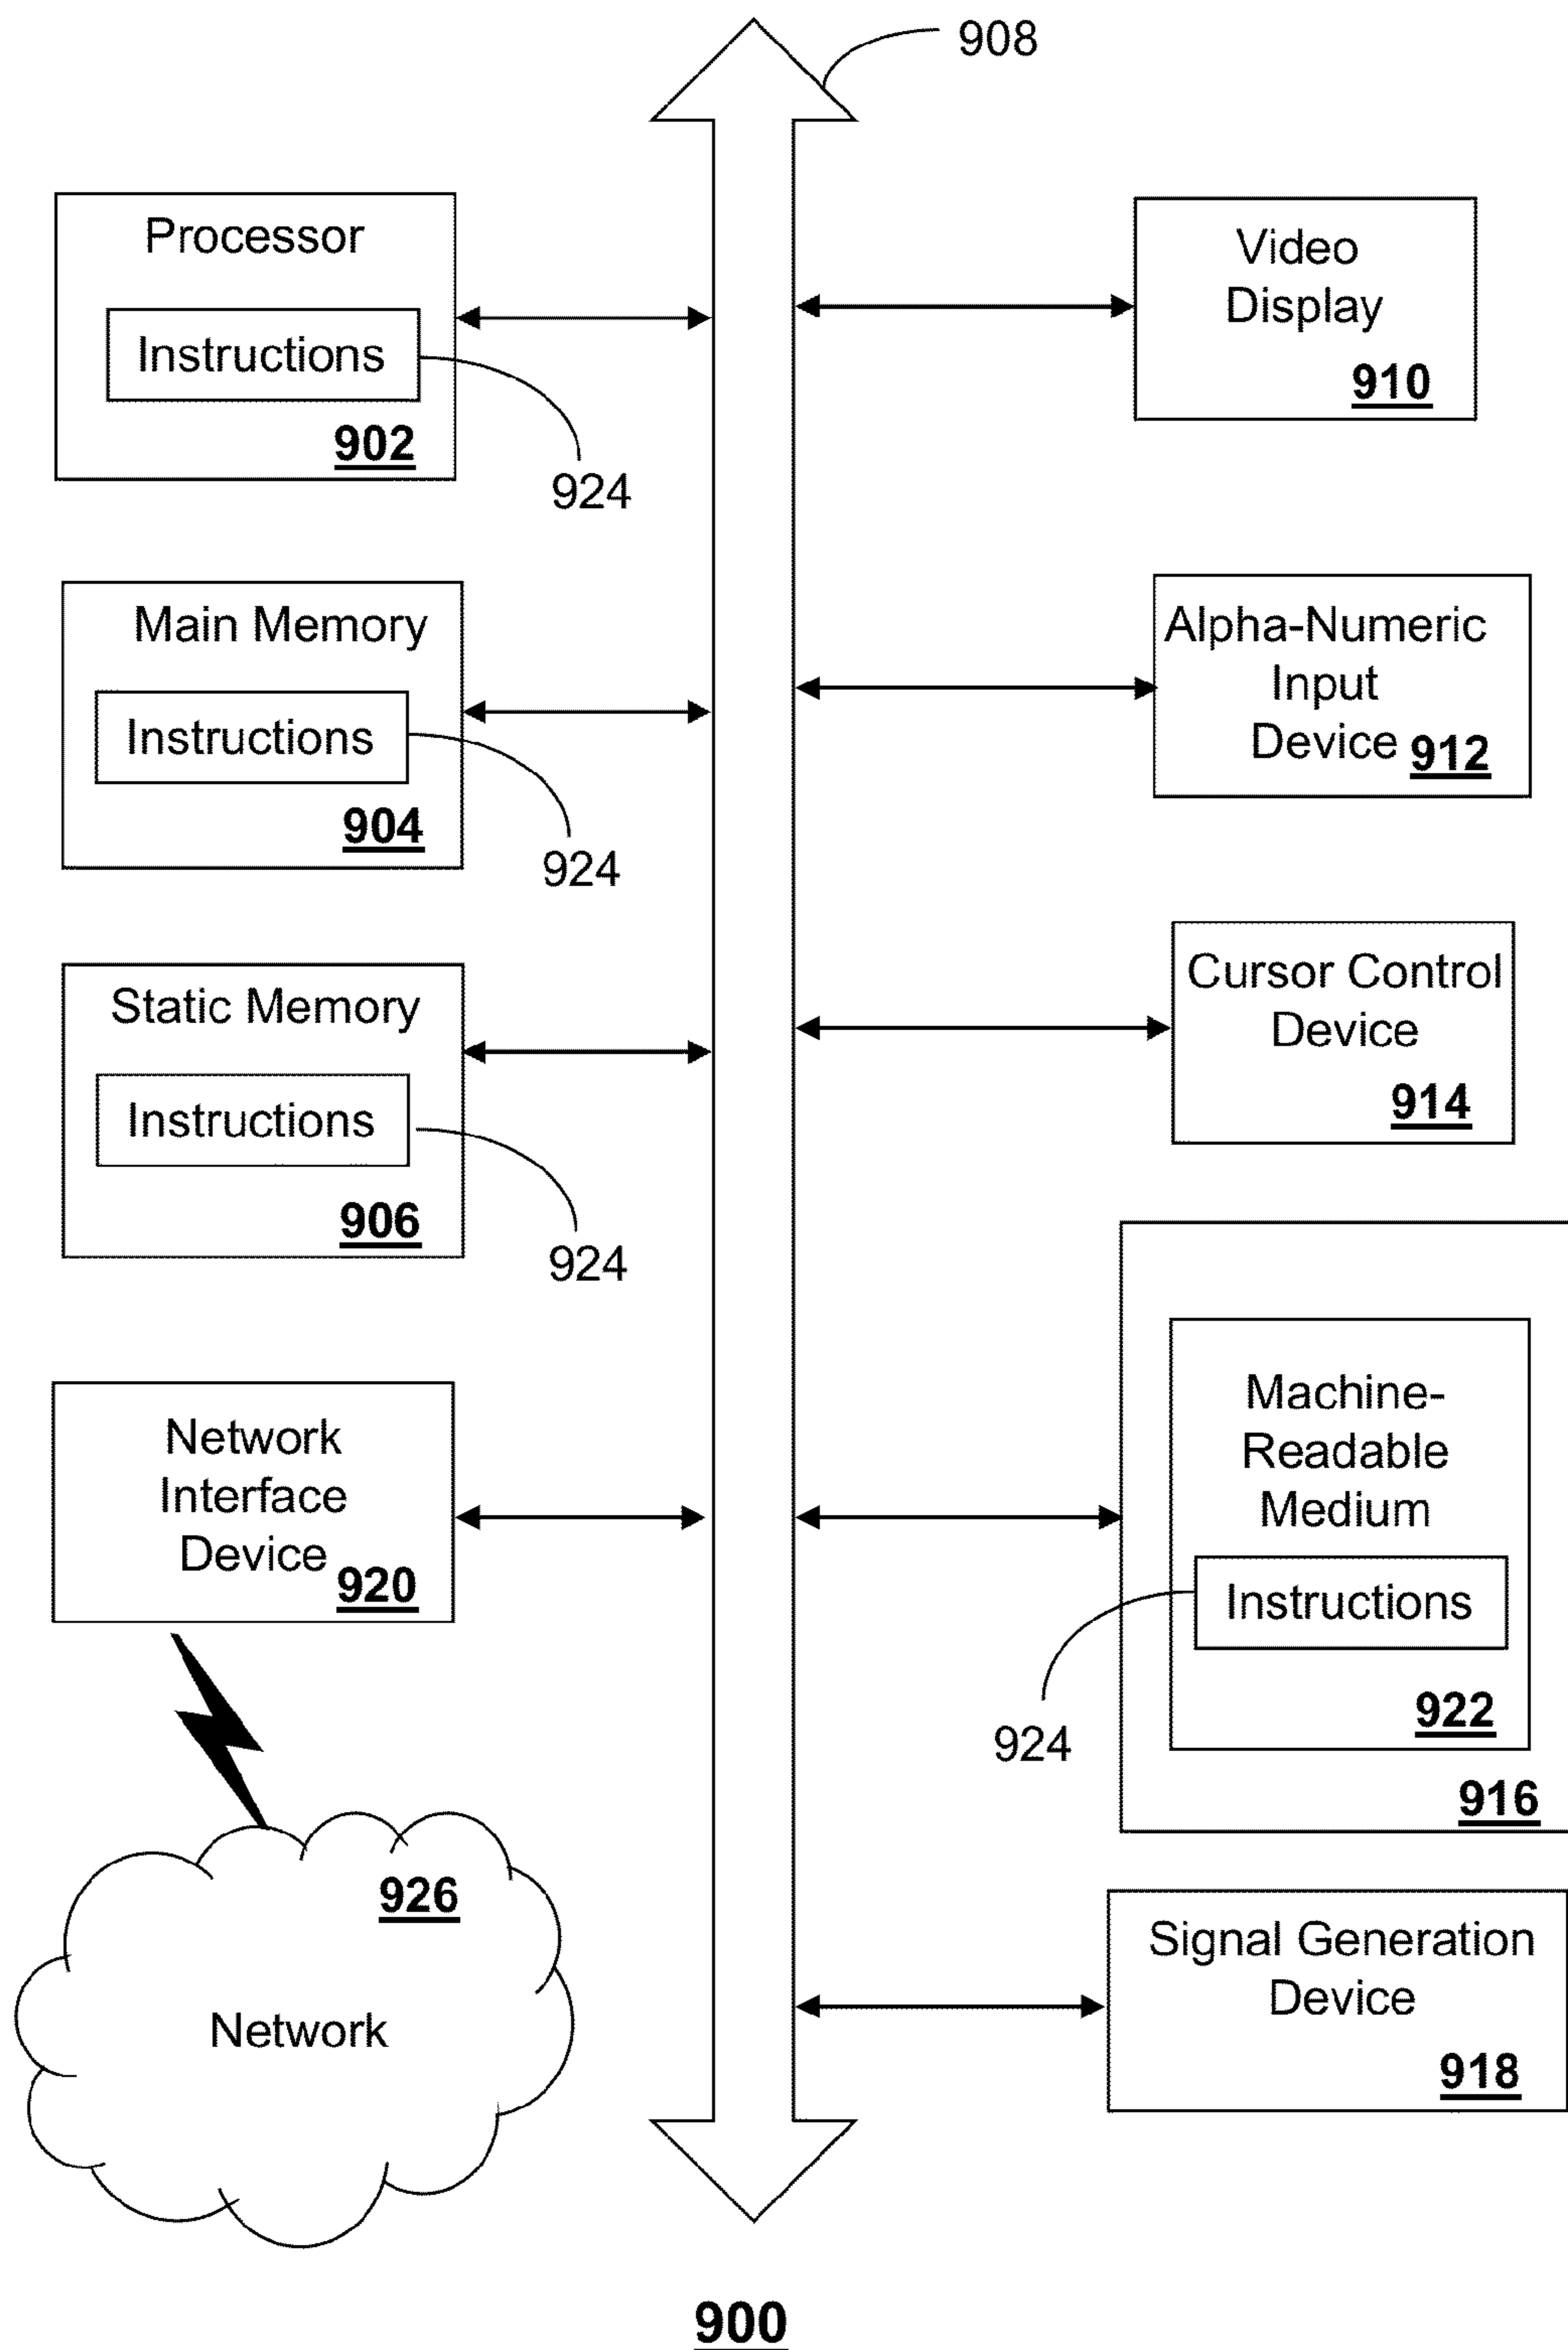 908
Processor
Instructions
902
924
Main Memory
Instructions
904
924
Static Memory
Instructions
906
924
Network
Interface
Device
920
926
Network
Video
Display
910
Alpha-Numeric
Input
Device 912
Cursor Control
Device
914
Machine-
Readable
Medium
Instructions
922
924
916
Signal Generation
Device
918
900